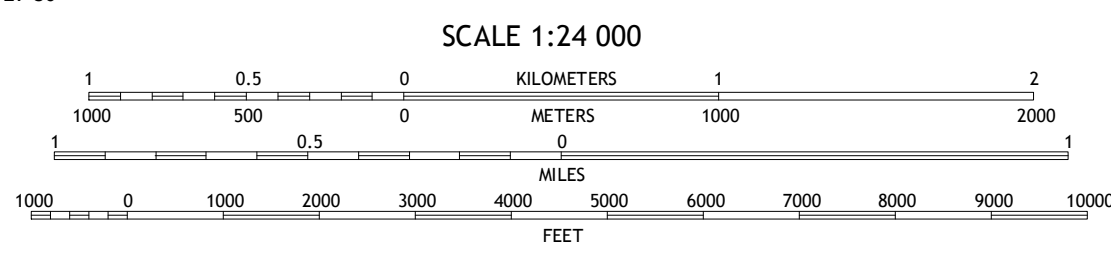 SCALE 1:24 000
1 0.5 0 KILOMETERS 1 2
1000 500 0 METERS 1000 2000
1 0.5 0 1
MILES
1000 0 1000 2000 3000 4000 5000 6000 7000 8000 9000 10000
FEET